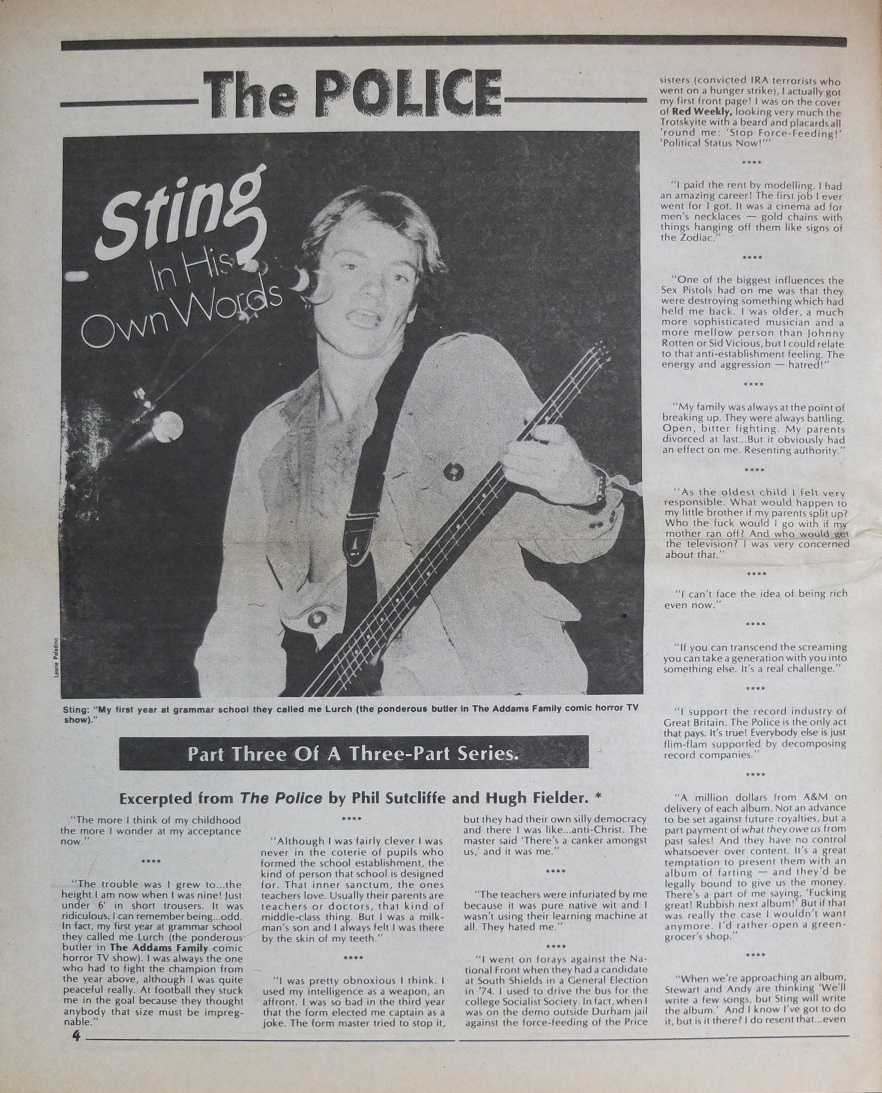 The POLICE
Sting
In His
Own Words
Laurie Paladino
Sting: "My first year at grammar school they called me Lurch (the ponderous butler in The Addams Family comic horror TV
show)."
Part Three Of A Three-Part Series.
Excerpted from The Police by Phil Sutcliffe and Hugh Fielder. *
"The more I think of my childhood
the more I wonder at my acceptance
now."
****
"The trouble was I grew to...the
height I am now when I was nine! Just
under 6' in short trousers. It was
ridiculous. I can remember being...odd.
In fact, my first year at grammar school
they called me Lurch (the ponderous
butler in The Addams Family comic
horror TV show). I was always the one
who had to fight the champion from
the year above, although I was quite
peaceful really. At football they stuck
me in the goal because they thought
anybody that size must be impreg-
nable."
****
"Although I was fairly clever I was
never in the coterie of pupils who
formed the school establishment, the
kind of person that school is designed
for. That inner sanctum, the ones
teachers love. Usually their parents are
teachers or doctors, that kind of
middle-class thing. But I was a milk-
man's son and I always felt I was there
by the skin of my teeth."
****
"I was pretty obnoxious I think. I
used my intelligence as a weapon, an
affront. I was so bad in the third year
that the form elected me captain as a
joke. The form master tried to stop it,
but they had their own silly democracy
and there I was like...anti-Christ. The
master said 'There's a canker amongst
us,' and it was me."
****
"The teachers were infuriated by me
because it was pure native wit and I
wasn't using their learning machine at
all. They hated me."
****
"I went on forays against the Na-
tional Front when they had a candidate
at South Shields in a General Election
in '74. I used to drive the bus for the
college Socialist Society. In fact, when I
was on the demo outside Durham jail
against the force-feeding of the Price
sisters (convicted IRA terrorists who
went on a hunger strike), I actually got
my first front page! I was on the cover
of Red Weekly, looking very much the
Trotskyite with a beard and placards all
'round me: 'Stop Force-Feeding!'
'Political Status Now!'"
****
"I paid the rent by modelling. I had
an amazing career! The first job I ever
went for I got. It was a cinema ad for
men's necklaces — gold chains with
things hanging off them like signs of
the Zodiac."
****
"One of the biggest influences the
Sex Pistols had on me was that they
were destroying something which had
held me back. I was older, a much
more sophisticated musician and a
more mellow person than Johnny
Rotten or Sid Vicious, but I could relate
to that anti-establishment feeling. The
energy and aggression — hatred!"
****
"My family was always at the point of
breaking up. They were always battling.
Open, bitter fighting. My parents
divorced at last...But it obviously had
an effect on me. Resenting authority."
****
"As the oldest child I felt very
responsible. What would happen to
my little brother if my parents split up?
Who the fuck would I go with if my
mother ran off? And who would get
the television? I was very concerned
about that."
****
"I can't face the idea of being rich
even now."
****
"If you can transcend the screaming
you can take a generation with you into
something else. It's a real challenge."
****
"I support the record industry of
Great Britain. The Police is the only act
that pays. It's true! Everybody else is just
flim-flam supported by decomposing
record companies."
****
"A million dollars from A&M on
delivery of each album. Not an advance
to be set against future royalties, but a
part payment of what they owe us from
past sales! And they have no control
whatsoever over content. It's a great
temptation to present them with an
album of farting — and they'd be
legally bound to give us the money.
There's a part of me saying, 'Fucking
great! Rubbish next album!' But if that
was really the case I wouldn't want
anymore. I'd rather open a green-
grocer's shop."
****
"When we're approaching an album,
Stewart and Andy are thinking 'We'll
write a few songs, but Sting will write
the album.' And I know I've got to do
it, but is it there? I do resent that...even
4